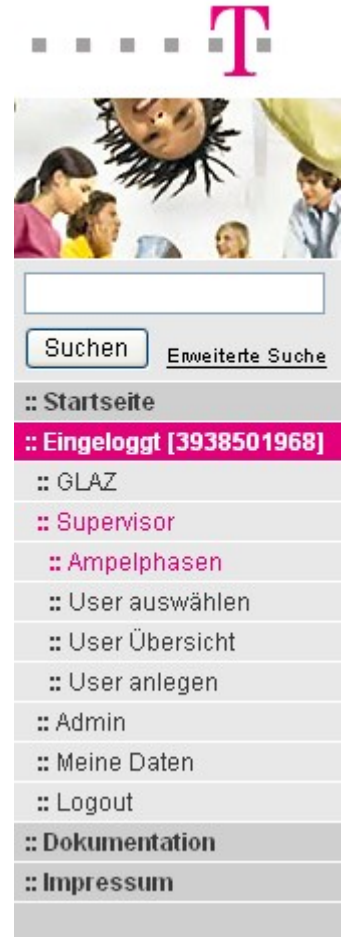 T
Suchen
Erweiterte Suche
:: Startseite
:: Eingeloggt [3938501968]
:: GLAZ
:: Supervisor
:: Ampelphasen
:: User auswählen
:: User Übersicht
:: User anlegen
:: Admin
:: Meine Daten
:: Logout
:: Dokumentation
:: Impressum